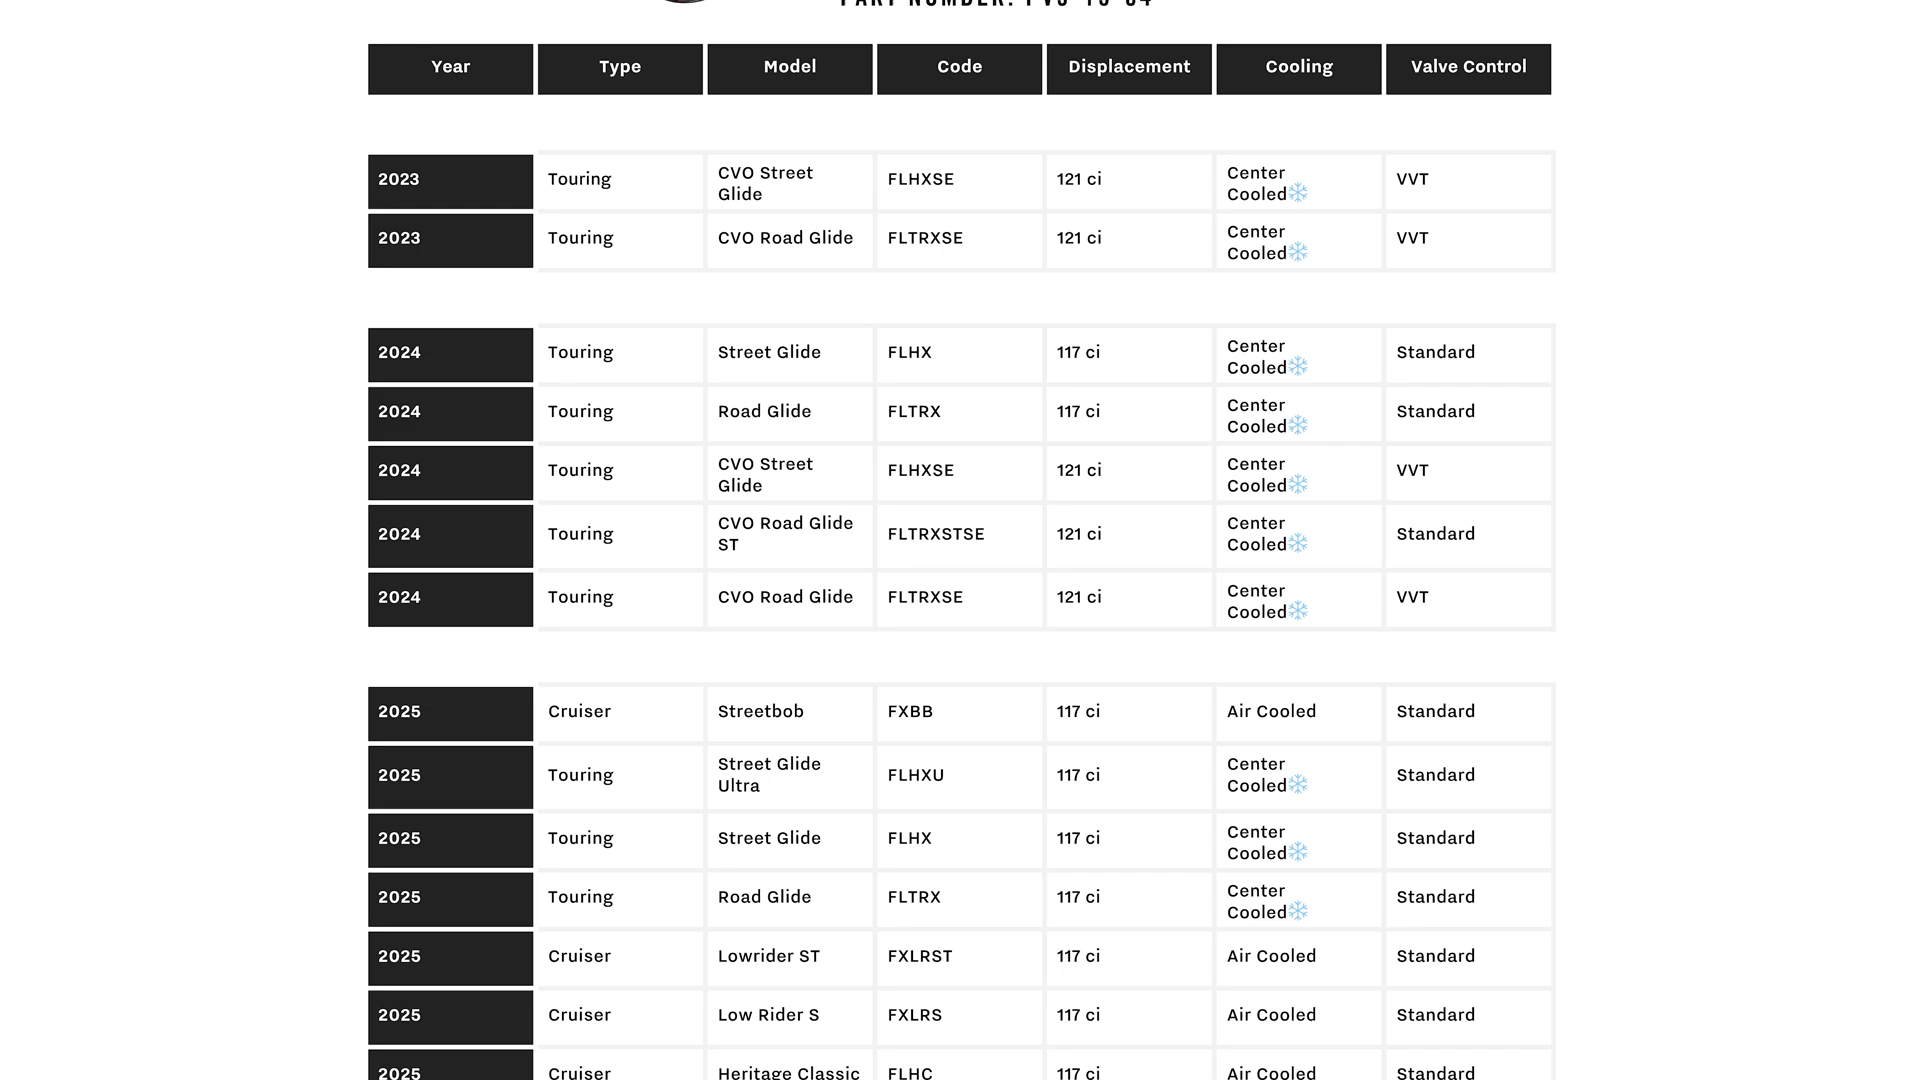 Year Type Model Code Displacement Cooling Valve Control
2023 Touring CVO Street Glide FLHXSE 121 ci Center Cooled❄️ VVT
2023 Touring CVO Road Glide FLTRXSE 121 ci Center Cooled❄️ VVT
2024 Touring Street Glide FLHX 117 ci Center Cooled❄️ Standard
2024 Touring Road Glide FLTRX 117 ci Center Cooled❄️ Standard
2024 Touring CVO Street Glide FLHXSE 121 ci Center Cooled❄️ VVT
2024 Touring CVO Road Glide ST FLTRXSTSE 121 ci Center Cooled❄️ Standard
2024 Touring CVO Road Glide FLTRXSE 121 ci Center Cooled❄️ VVT
2025 Cruiser Streetbob FXBB 117 ci Air Cooled Standard
2025 Touring Street Glide Ultra FLHXU 117 ci Center Cooled❄️ Standard
2025 Touring Street Glide FLHX 117 ci Center Cooled❄️ Standard
2025 Touring Road Glide FLTRX 117 ci Center Cooled❄️ Standard
2025 Cruiser Lowrider ST FXLRST 117 ci Air Cooled Standard
2025 Cruiser Low Rider S FXLRS 117 ci Air Cooled Standard
2025 Cruiser Heritage Classic FLHC 117 ci Air Cooled Standard